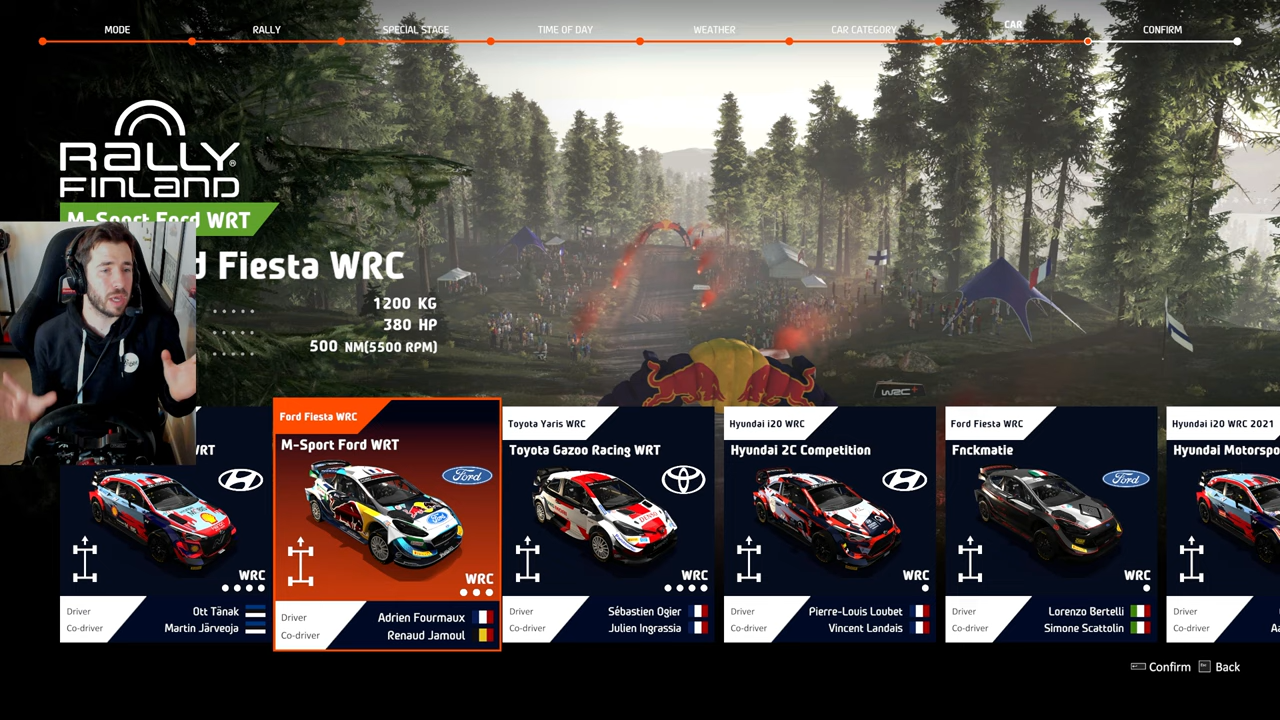 MODE
RALLY
SPECIAL STAGE
TIME OF DAY
WEATHER
CAR CATEGORY
CAR
CONFIRM
RALLY
FINLAND
M-Sport Ford WRT
d Fiesta WRC
1200 KG
380 HP
500 NM(5500 RPM)
WRC+
WRT
WRC
Driver Ott Tänak
Co-driver Martin Järveoja
Ford Fiesta WRC
M-Sport Ford WRT
Ford
WRC
Driver Adrien Fourmaux
Co-driver Renaud Jamoul
Toyota Yaris WRC
Toyota Gazoo Racing WRT
WRC
Driver Sébastien Ogier
Co-driver Julien Ingrassia
Hyundai i20 WRC
Hyundai 2C Competition
WRC
Driver Pierre-Louis Loubet
Co-driver Vincent Landais
Ford Fiesta WRC
Fnckmatie
Ford
WRC
Driver Lorenzo Bertelli
Co-driver Simone Scattolin
Hyundai i20 WRC 2021
Hyundai Motorspo
Driver
Co-driver
Confirm
Back